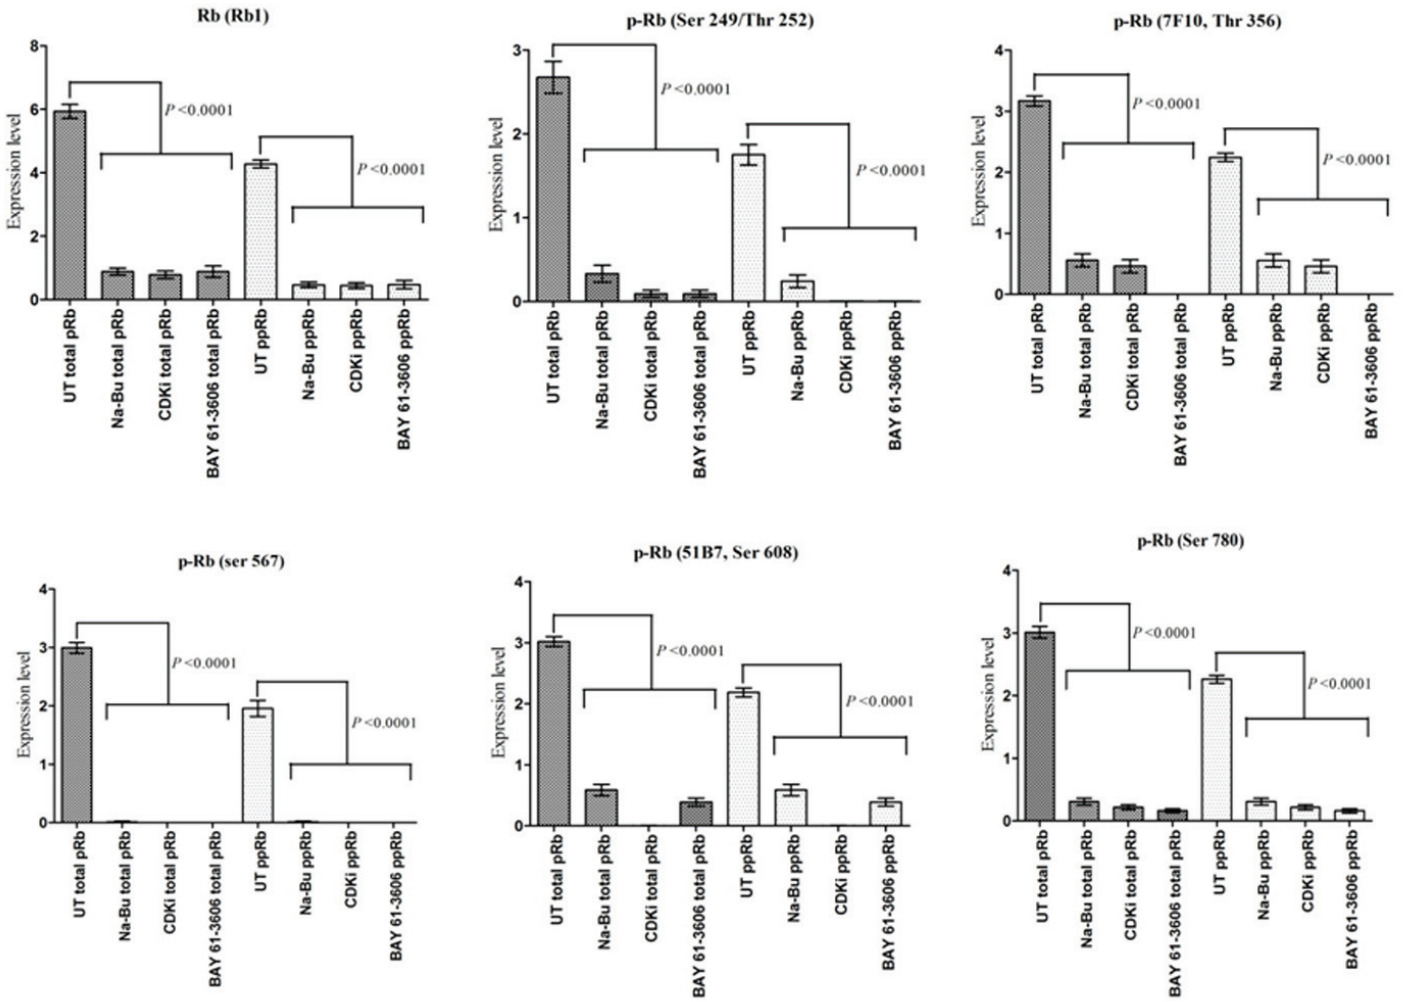 Rb (Rb1)
Expression level
8
6
4
2
0
P <0.0001
P <0.0001
UT total pRb
Na-Bu total pRb
CDKi total pRb
BAY 61-3606 total pRb
UT ppRb
Na-Bu ppRb
CDKi ppRb
BAY 61-3606 ppRb
p-Rb (Ser 249/Thr 252)
Expression level
3
2
1
0
P <0.0001
P <0.0001
UT total pRb
Na-Bu total pRb
CDKi total pRb
BAY 61-3606 total pRb
UT ppRb
Na-Bu ppRb
CDKi ppRb
BAY 61-3606 ppRb
p-Rb (7F10, Thr 356)
Expression level
4
3
2
1
0
P <0.0001
P <0.0001
UT total pRb
Na-Bu total pRb
CDKi total pRb
BAY 61-3606 total pRb
UT ppRb
Na-Bu ppRb
CDKi ppRb
BAY 61-3606 ppRb
p-Rb (ser 567)
Expression level
4
3
2
1
0
P <0.0001
P <0.0001
UT total pRb
Na-Bu total pRb
CDKi total pRb
BAY 61-3606 total pRb
UT ppRb
Na-Bu ppRb
CDKi ppRb
BAY 61-3606 ppRb
p-Rb (51B7, Ser 608)
Expression level
4
3
2
1
0
P <0.0001
P <0.0001
UT total pRb
Na-Bu total pRb
CDKi total pRb
BAY 61-3606 total pRb
UT ppRb
Na-Bu ppRb
CDKi ppRb
BAY 61-3606 ppRb
p-Rb (Ser 780)
Expression level
4
3
2
1
0
P <0.0001
P <0.0001
UT total pRb
Na-Bu total pRb
CDKi total pRb
BAY 61-3606 total pRb
UT ppRb
Na-Bu ppRb
CDKi ppRb
BAY 61-3606 ppRb